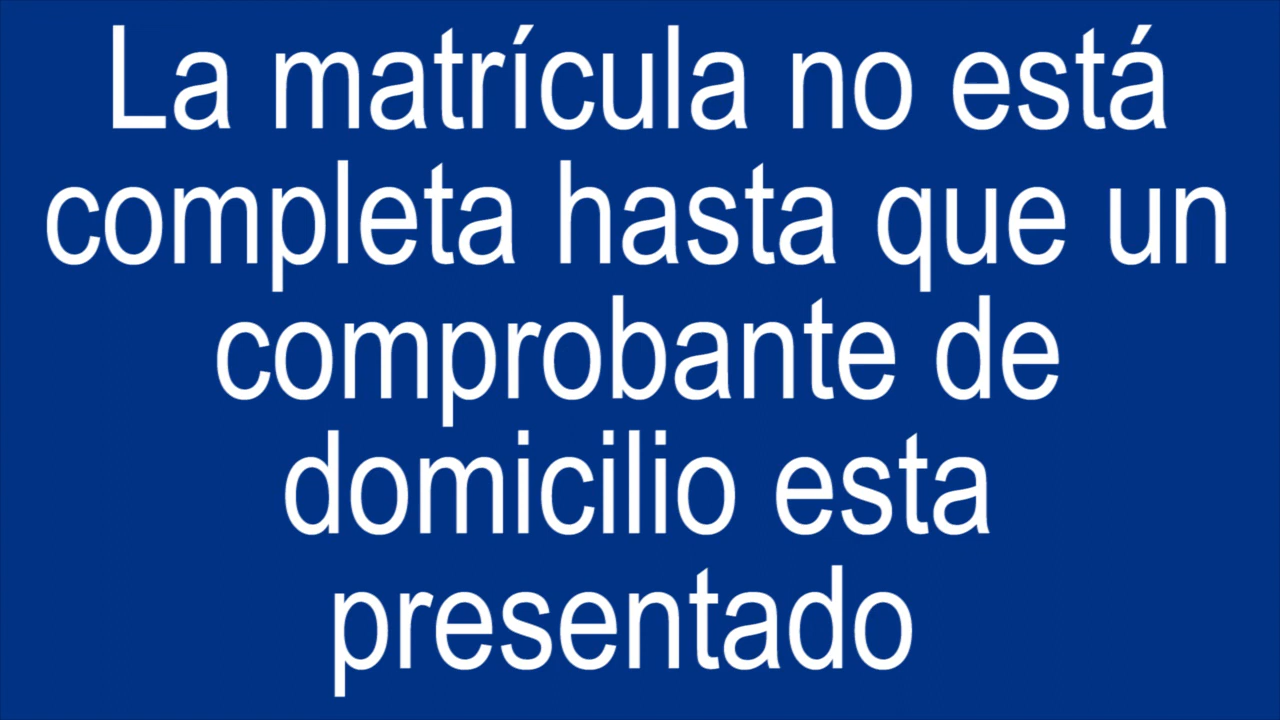 La matrícula no está
completa hasta que un
comprobante de
domicilio esta
presentado